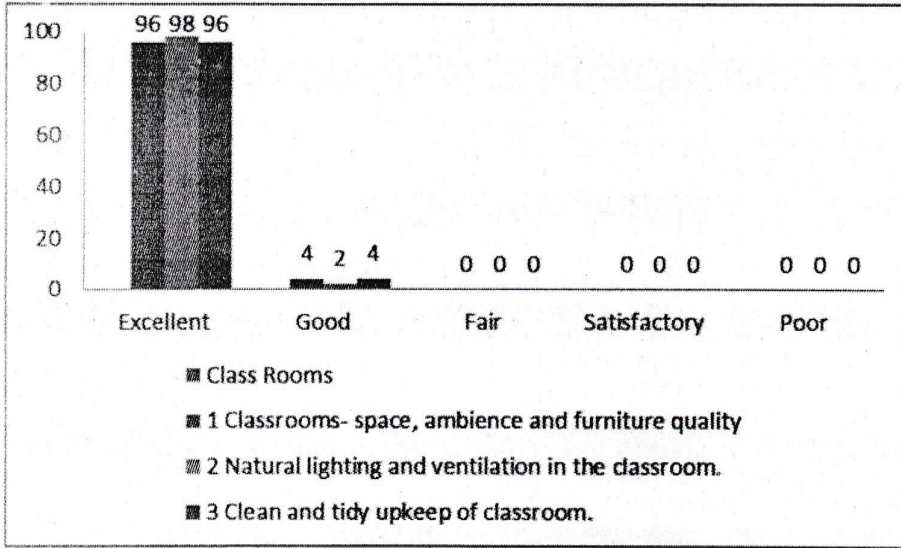 96 98 96
100
80
60
40
20
0
4 2 4
0 0 0
0 0 0
0 0 0
Excellent Good Fair Satisfactory Poor
Class Rooms
1 Classrooms- space, ambience and furniture quality
2 Natural lighting and ventilation in the classroom.
3 Clean and tidy upkeep of classroom.